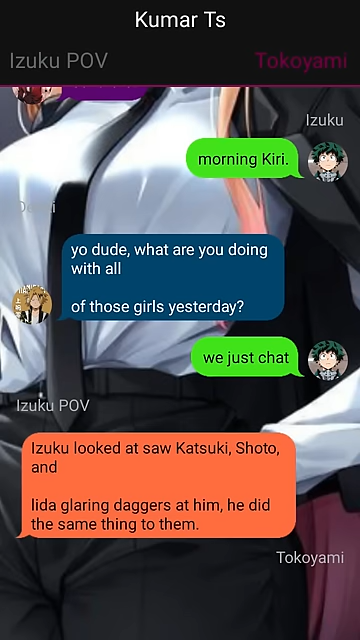 Kumar Ts
Izuku POV
Tokoyami
Izuku
morning Kiri.
yo dude, what are you doing
with all
of those girls yesterday?
we just chat
Izuku POV
Izuku looked at saw Katsuki, Shoto,
and
Iida glaring daggers at him, he did
the same thing to them.
Tokoyami